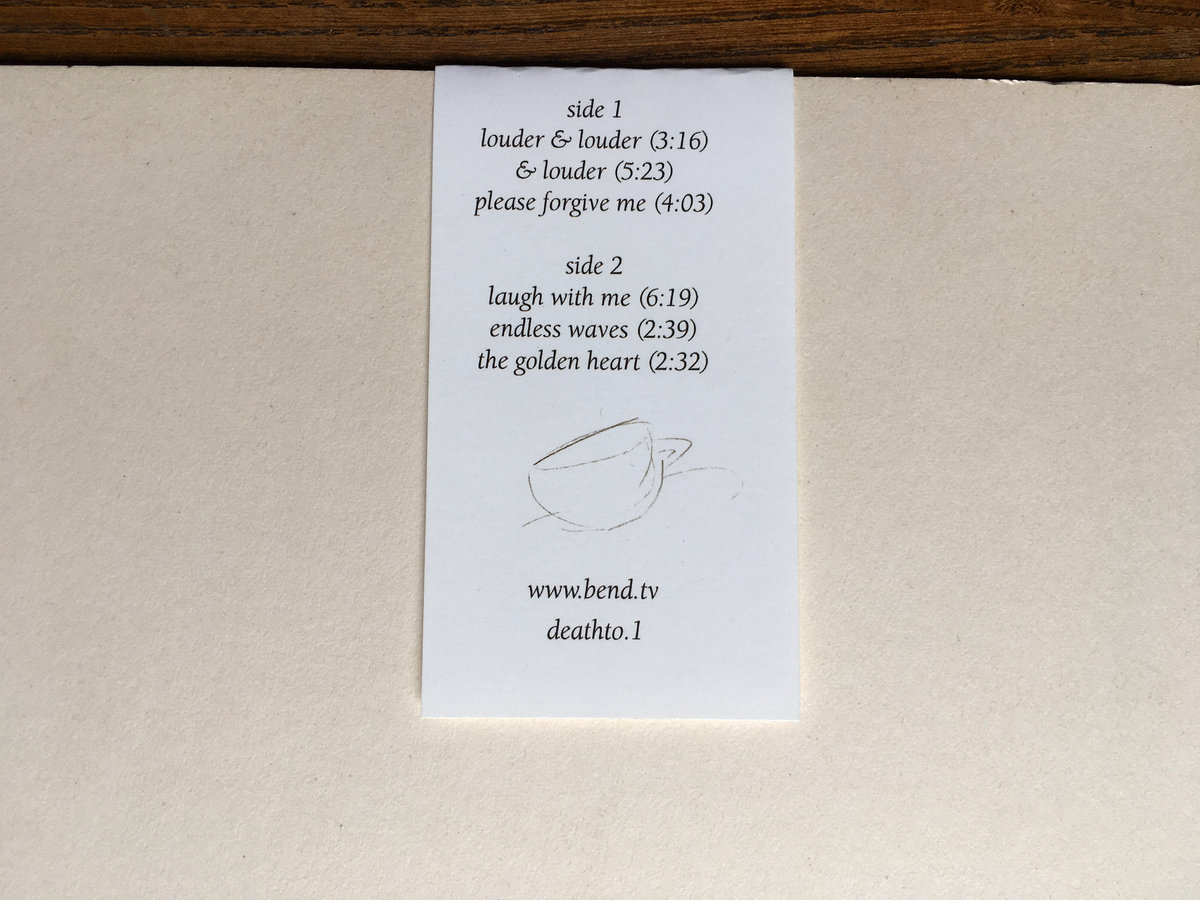 side 1
louder & louder (3:16)
& louder (5:23)
please forgive me (4:03)
side 2
laugh with me (6:19)
endless waves (2:39)
the golden heart (2:32)
www.bend.tv
deathto.1